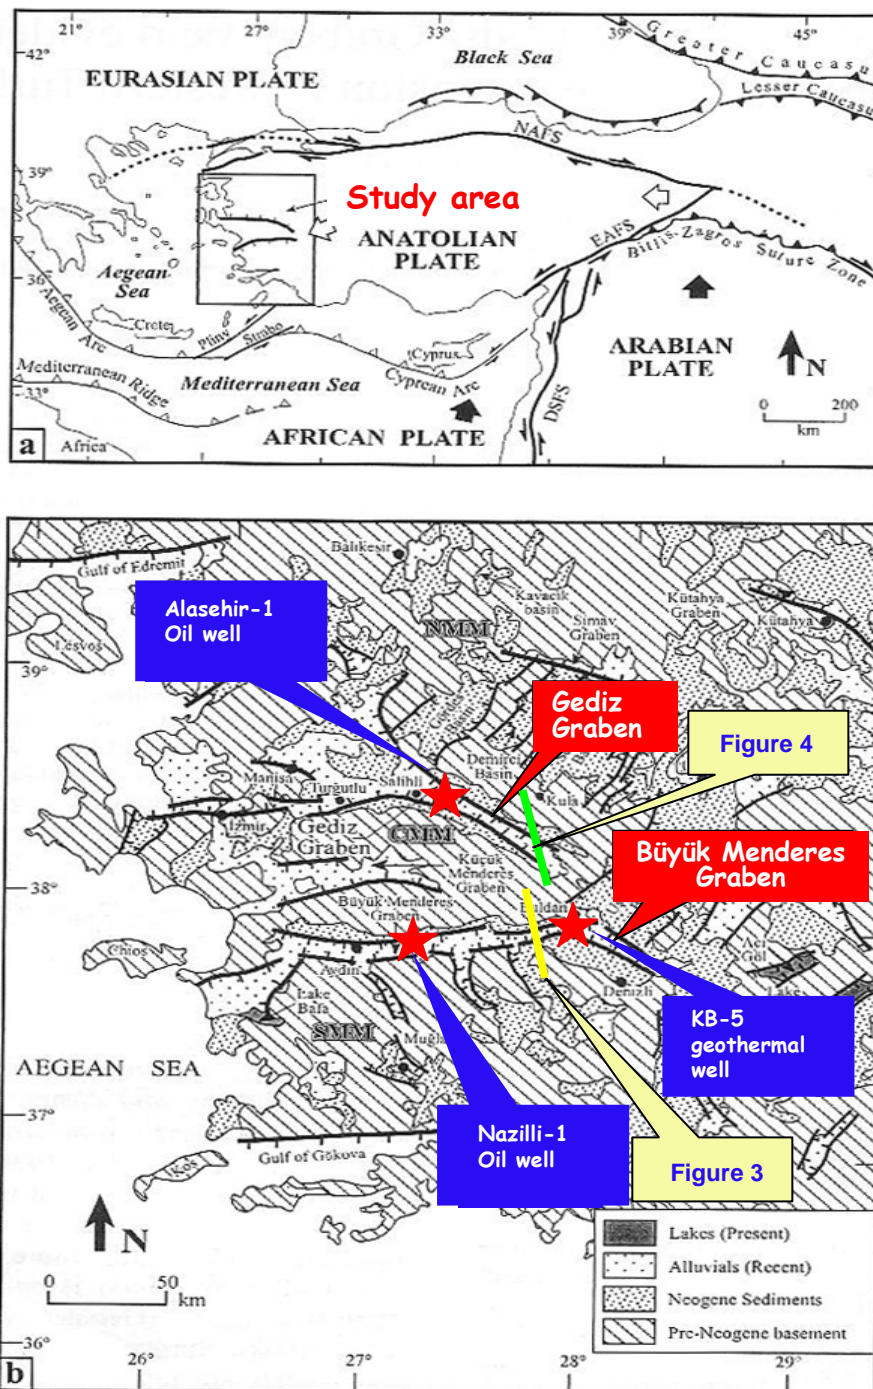 21°
27°
33°
39°
45°
42°
39°
36°
33°
EURASIAN PLATE
Black Sea
Greater Caucasu
Lesser Caucasu
NAFS
Study area
ANATOLIAN
PLATE
EAFS
Bitlis-Zagros Suture Zone
Aegean
Sea
Aegean Arc
Crete
Pliny
Strabo
Cyprus
Cyprean Arc
Mediterranean Ridge
Mediterranean Sea
ARABIAN
PLATE
DSFS
AFRICAN PLATE
Africa
N
0 200
km
a
Gulf of Edremit
Balıkesir
Kavacık
basin
Kütahya
Graben
Kütahya
Simav
Graben
Lesvos
NMM
Alasehir-1
Oil well
39°
Gördes
basin
Gediz
Graben
Demirci
Basin
Figure 4
Manisa
Turgutlu
Salihli
Kula
İzmir
Gediz
Graben
CMM
Küçük
Menderes
Graben
Büyük Menderes
Graben
38°
Büyük Menderes
Graben
Buldan
Chios
Aydın
Denizli
Acı
Göl
Lake
Lake
Bafa
SMM
Muğla
KB-5
geothermal
well
AEGEAN SEA
37°
Nazilli-1
Oil well
Figure 3
Gulf of Gökova
Kos
N
0 50
km
Lakes (Present)
Alluvials (Recent)
Neogene Sediments
Pre-Neogene basement
36°
b
26°
27°
28°
29°